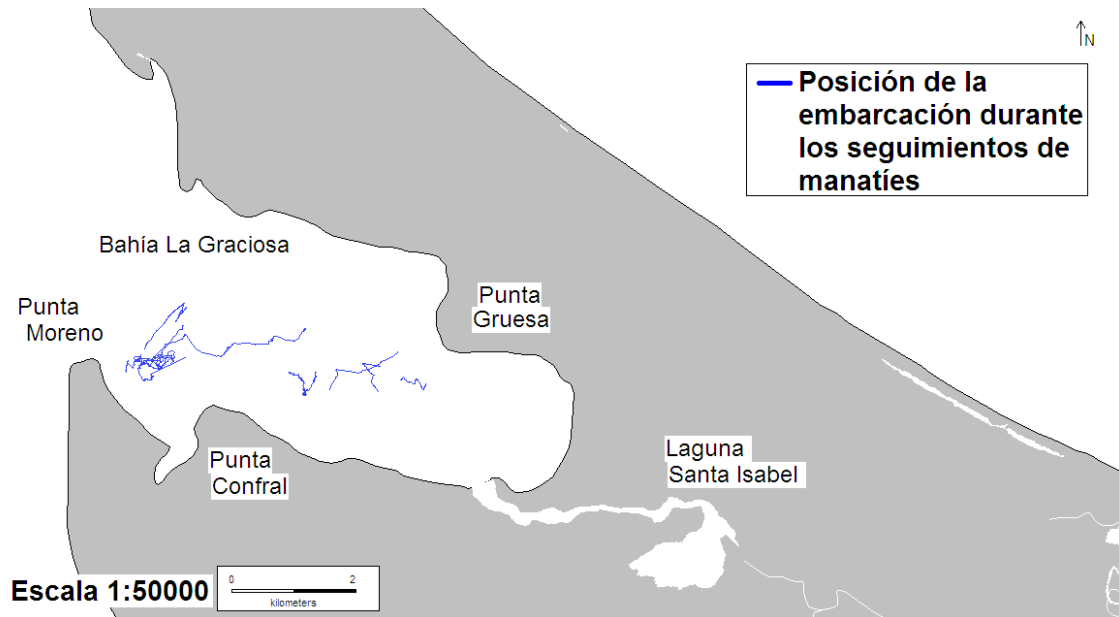 N
Posición de la
embarcación durante
los seguimientos de
manatíes
Bahía La Graciosa
Punta
Moreno
Punta
Gruesa
Punta
Confral
Laguna
Santa Isabel
Escala 1:50000
0 2
kilometers